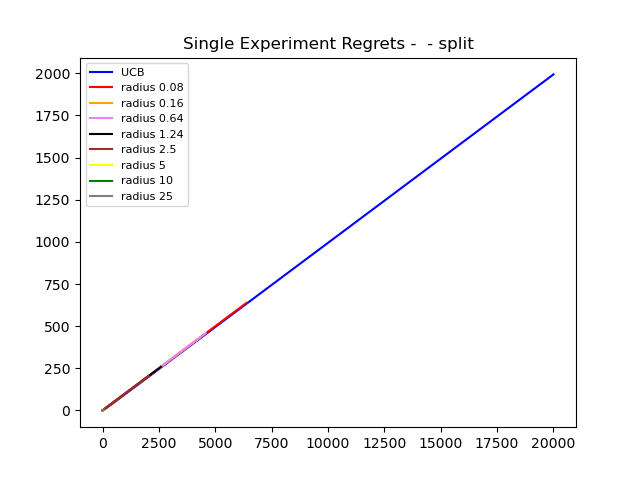 Single Experiment Regrets -  - split
2000
1750
1500
1250
1000
750
500
250
0
UCB
radius 0.08
radius 0.16
radius 0.64
radius 1.24
radius 2.5
radius 5
radius 10
radius 25
0 2500 5000 7500 10000 12500 15000 17500 20000